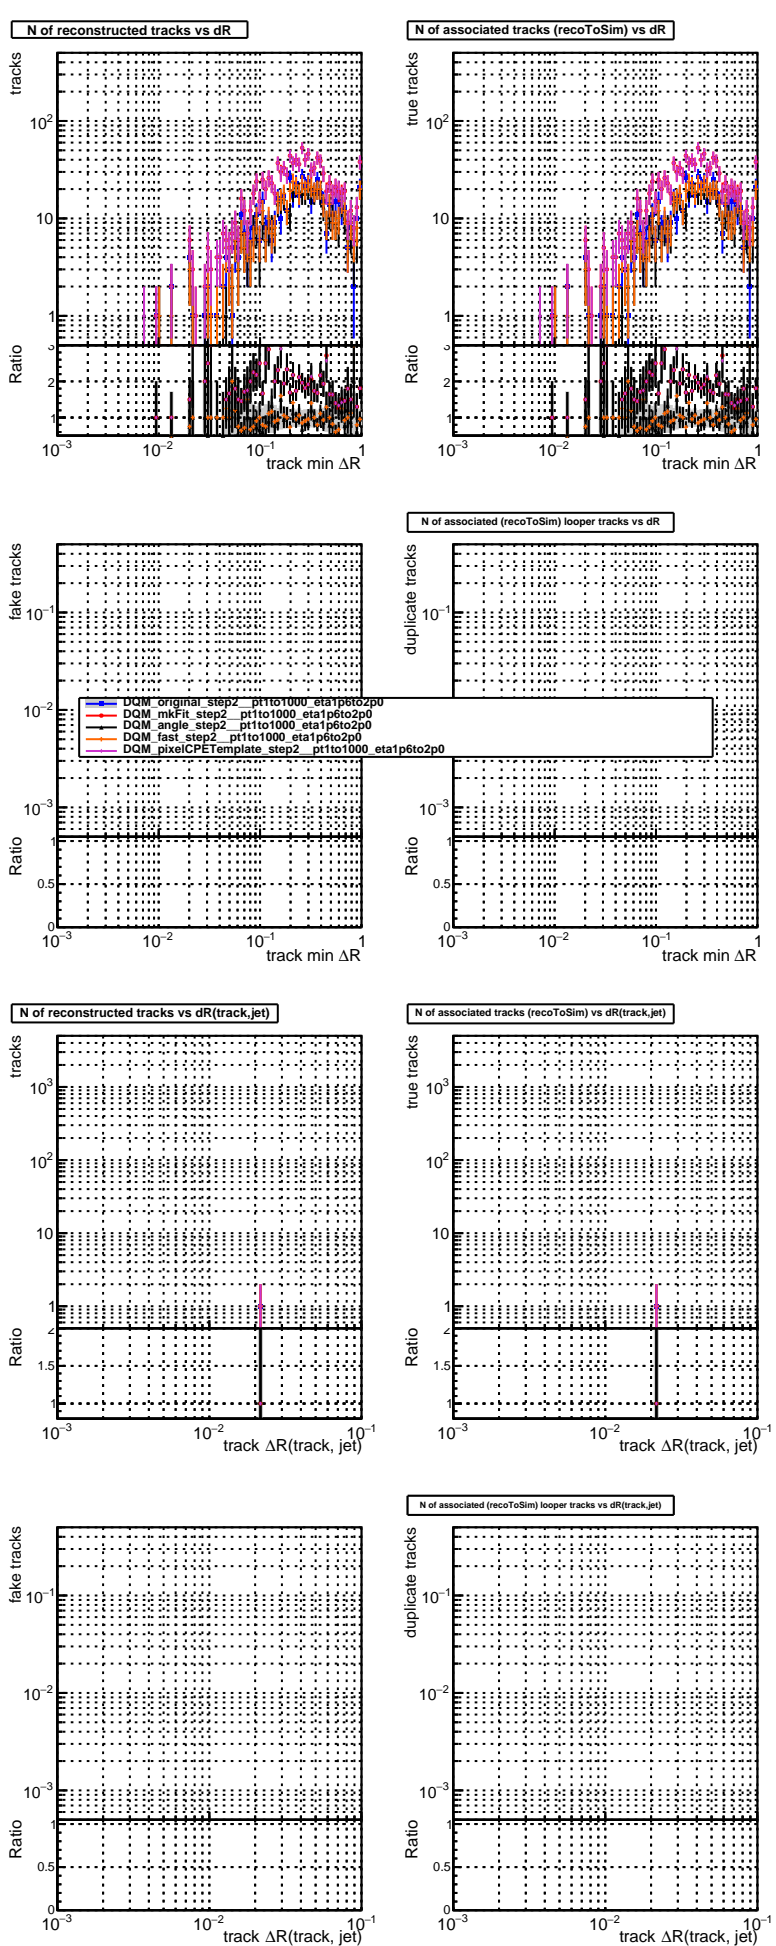 N of reconstructed tracks vs dR
N of associated tracks (recoToSim) vs dR
tracks
10²
10
1
Ratio
3
2
1
10⁻³
10⁻²
10⁻¹
1
track min ΔR
true tracks
10²
10
1
Ratio
3
2
1
10⁻³
10⁻²
10⁻¹
1
track min ΔR
N of associated (recoToSim) looper tracks vs dR
fake tracks
10⁻¹
10⁻²
10⁻³
Ratio
1
0.5
0
10⁻³
10⁻²
10⁻¹
1
track min ΔR
duplicate tracks
10⁻¹
10⁻²
10⁻³
Ratio
1
0.5
0
10⁻³
10⁻²
10⁻¹
1
track min ΔR
DQM_original_step2__pt1to1000_eta1p6to2p0
DQM_mkFit_step2__pt1to1000_eta1p6to2p0
DQM_angle_step2__pt1to1000_eta1p6to2p0
DQM_fast_step2__pt1to1000_eta1p6to2p0
DQM_pixelCPETemplate_step2__pt1to1000_eta1p6to2p0
N of reconstructed tracks vs dR(track,jet)
N of associated tracks (recoToSim) vs dR(track,jet)
tracks
10³
10²
10
1
Ratio
2
1.5
1
10⁻³
10⁻²
10⁻¹
track ΔR(track, jet)
true tracks
10³
10²
10
1
Ratio
2
1.5
1
10⁻³
10⁻²
10⁻¹
track ΔR(track, jet)
N of associated (recoToSim) looper tracks vs dR(track,jet)
fake tracks
10⁻¹
10⁻²
10⁻³
Ratio
1
0.5
0
10⁻³
10⁻²
10⁻¹
track ΔR(track, jet)
duplicate tracks
10⁻¹
10⁻²
10⁻³
Ratio
1
0.5
0
10⁻³
10⁻²
10⁻¹
track ΔR(track, jet)